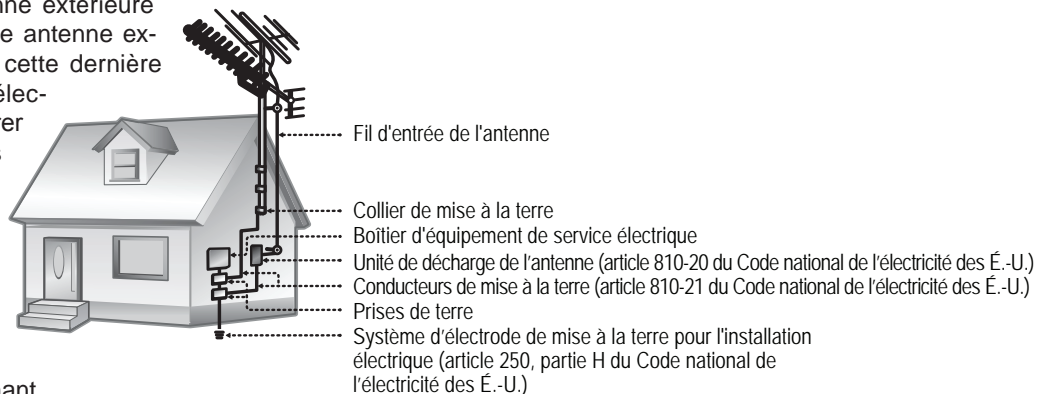 nne extérieure
e antenne ex-
cette dernière
élec-
rer
s
Fil d'entrée de l'antenne
Collier de mise à la terre
Boîtier d'équipement de service électrique
Unité de décharge de l'antenne (article 810-20 du Code national de l'électricité des É.-U.)
Conducteurs de mise à la terre (article 810-21 du Code national de l'électricité des É.-U.)
Prises de terre
Système d'électrode de mise à la terre pour l'installation
électrique (article 250, partie H du Code national de
l'électricité des É.-U.)
ant